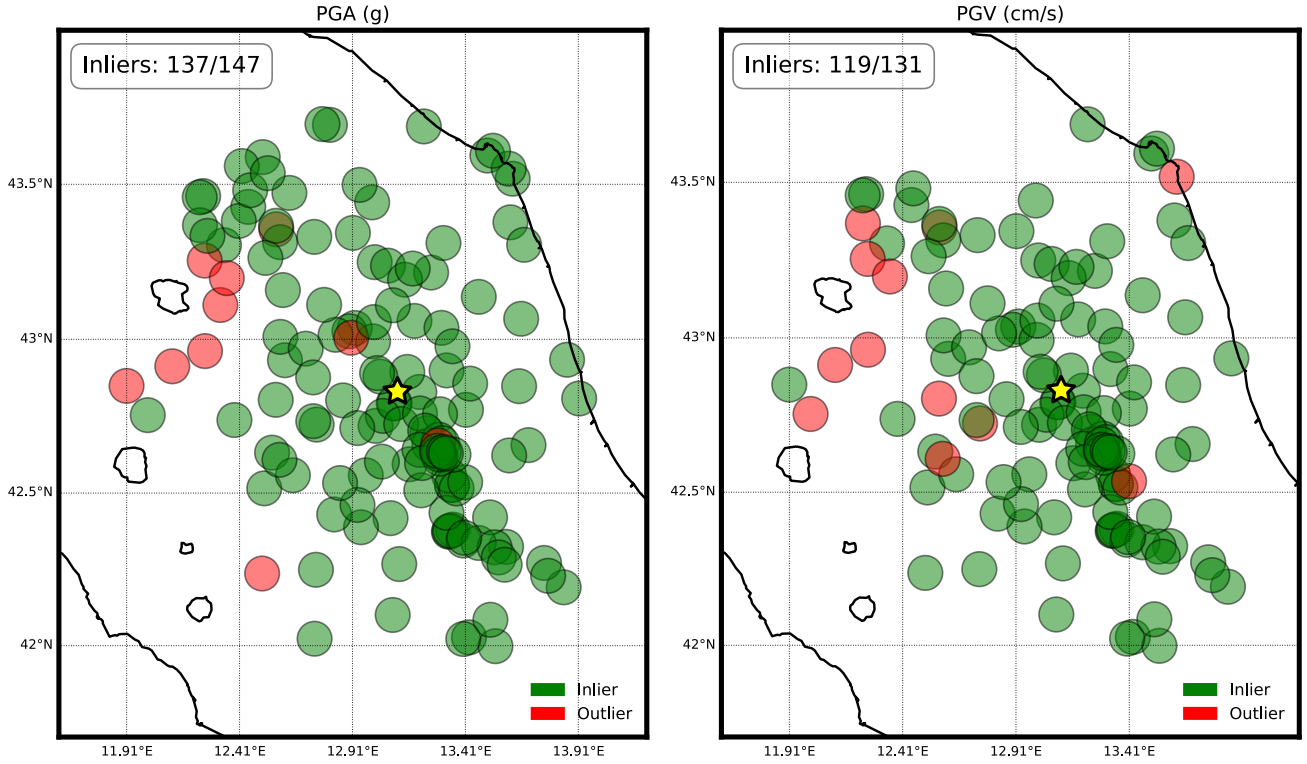 PGA (g)
Inliers: 137/147
43.5°N
43°N
42.5°N
42°N
11.91°E
12.41°E
12.91°E
13.41°E
13.91°E
Inlier
Outlier
PGV (cm/s)
Inliers: 119/131
43.5°N
43°N
42.5°N
42°N
11.91°E
12.41°E
12.91°E
13.41°E
Inlier
Outlier